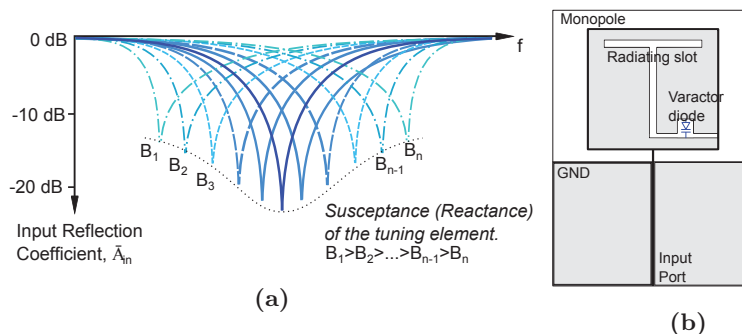 0 dB
f
-10 dB
-20 dB
B1
B2
B3
Bn-1
Bn
Input Reflection
Coefficient, Āin
Susceptance (Reactance)
of the tuning element.
B1>B2>...>Bn-1>Bn
(a)
Monopole
Radiating slot
Varactor
diode
GND
Input
Port
(b)